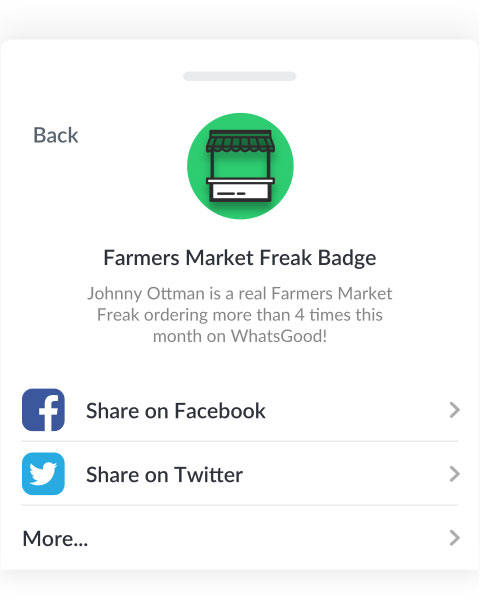 Back
Farmers Market Freak Badge
Johnny Ottman is a real Farmers Market
Freak ordering more than 4 times this
month on WhatsGood!
Share on Facebook
Share on Twitter
More...